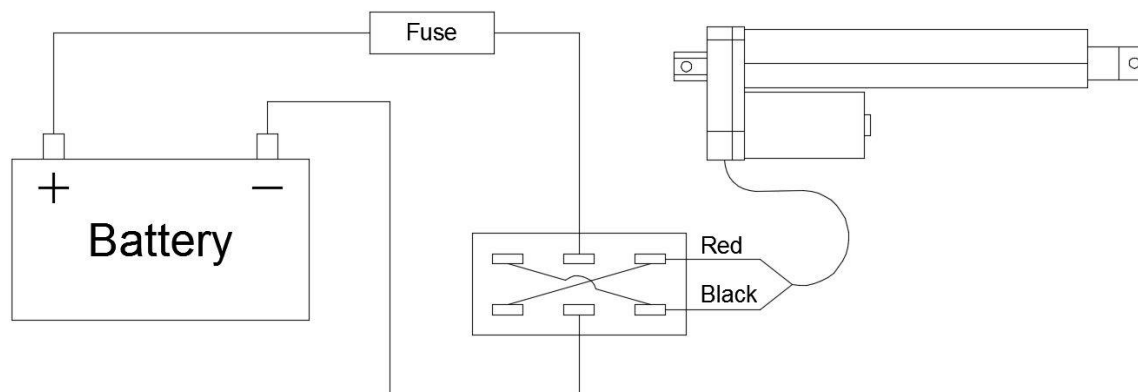 Fuse
+
−
Battery
Red
Black